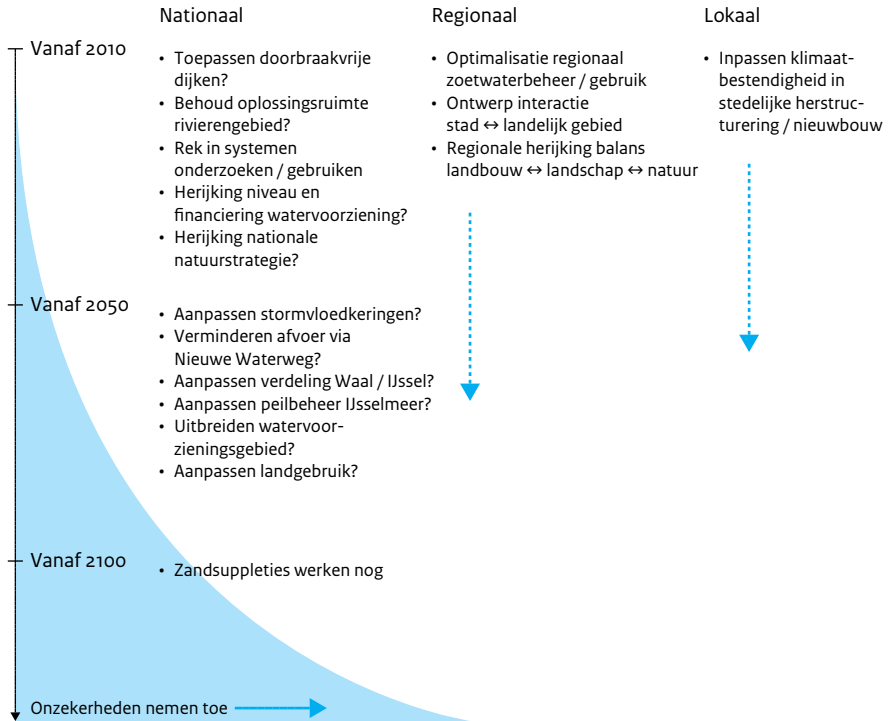 Nationaal
Regionaal
Lokaal
Vanaf 2010
• Toepassen doorbraakvrije
dijken?
• Behoud oplossingsruimte
rivierengebied?
• Rek in systemen
onderzoeken / gebruiken
• Herijking niveau en
financiering watervoorziening?
• Herijking nationale
natuurstrategie?
• Optimalisatie regionaal
zoetwaterbeheer / gebruik
• Ontwerp interactie
stad ↔ landelijk gebied
• Regionale herijking balans
landbouw ↔ landschap ↔ natuur
• Inpassen klimaat-
bestendigheid in
stedelijke herstruc-
turering / nieuwbouw
Vanaf 2050
• Aanpassen stormvloedkeringen?
• Verminderen afvoer via
Nieuwe Waterweg?
• Aanpassen verdeling Waal / IJssel?
• Aanpassen peilbeheer IJsselmeer?
• Uitbreiden watervoor-
zieningsgebied?
• Aanpassen landgebruik?
Vanaf 2100
• Zandsuppleties werken nog
Onzekerheden nemen toe